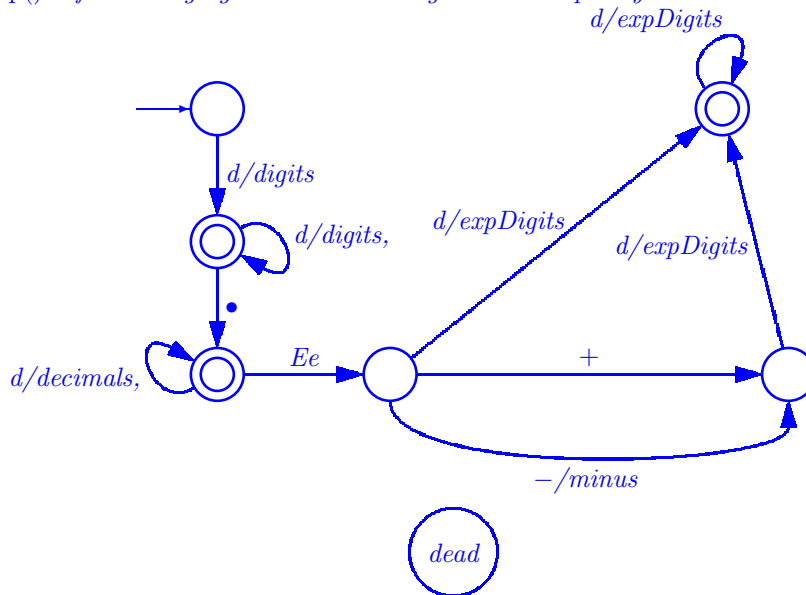 d/expDigits
d/digits
d/expDigits
d/digits,
d/expDigits
•
Ee
+
d/decimals,
−/minus
dead